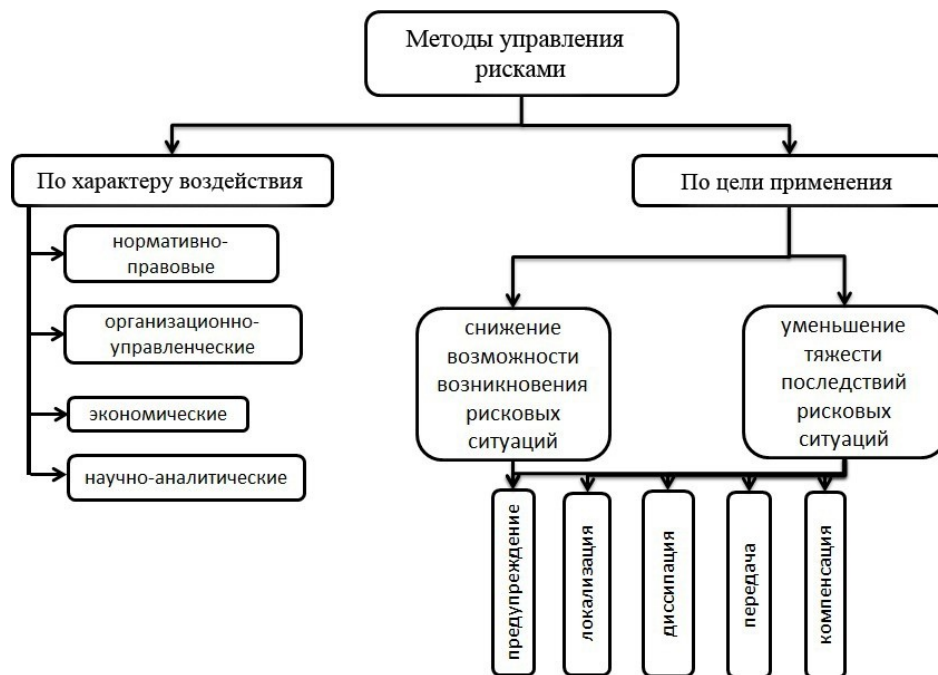 Методы управления
рисками
По характеру воздействия
По цели применения
нормативно-
правовые
организационно-
управленческие
экономические
научно-аналитические
снижение
возможности
возникновения
рисковых
ситуаций
уменьшение
тяжести
последствий
рисковых
ситуаций
предупреждение
локализация
диссипация
передача
компенсация